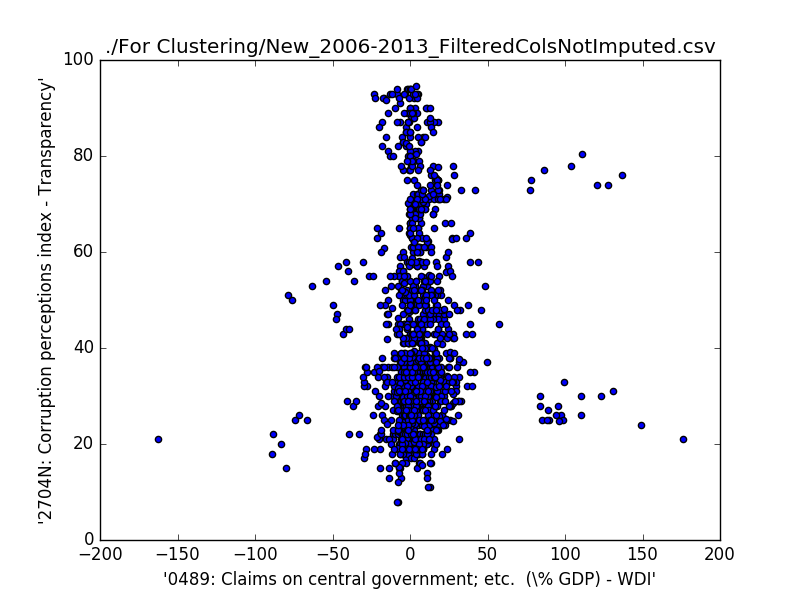 ./For Clustering/New_2006-2013_FilteredColsNotImputed.csv
100
80
60
40
20
0
'2704N: Corruption perceptions index - Transparency'
−200 −150 −100 −50 0 50 100 150 200
'0489: Claims on central government; etc.  (\% GDP) - WDI'